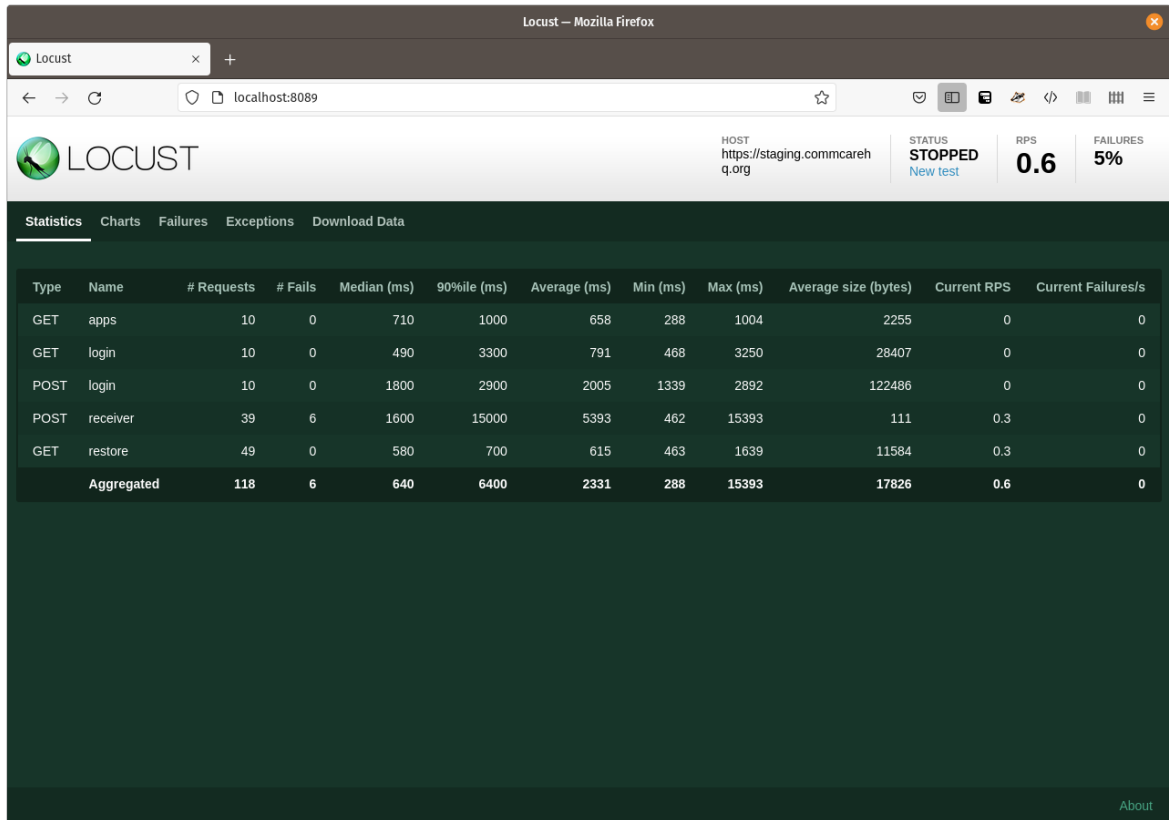 Locust — Mozilla Firefox
Locust
localhost:8089
LOCUST
HOST
https://staging.commcareh
q.org
STATUS
STOPPED
New test
RPS
0.6
FAILURES
5%
Statistics Charts Failures Exceptions Download Data
Type Name # Requests # Fails Median (ms) 90%ile (ms) Average (ms) Min (ms) Max (ms) Average size (bytes) Current RPS Current Failures/s
GET apps 10 0 710 1000 658 288 1004 2255 0 0
GET login 10 0 490 3300 791 468 3250 28407 0 0
POST login 10 0 1800 2900 2005 1339 2892 122486 0 0
POST receiver 39 6 1600 15000 5393 462 15393 111 0.3 0
GET restore 49 0 580 700 615 463 1639 11584 0.3 0
Aggregated 118 6 640 6400 2331 288 15393 17826 0.6 0
About